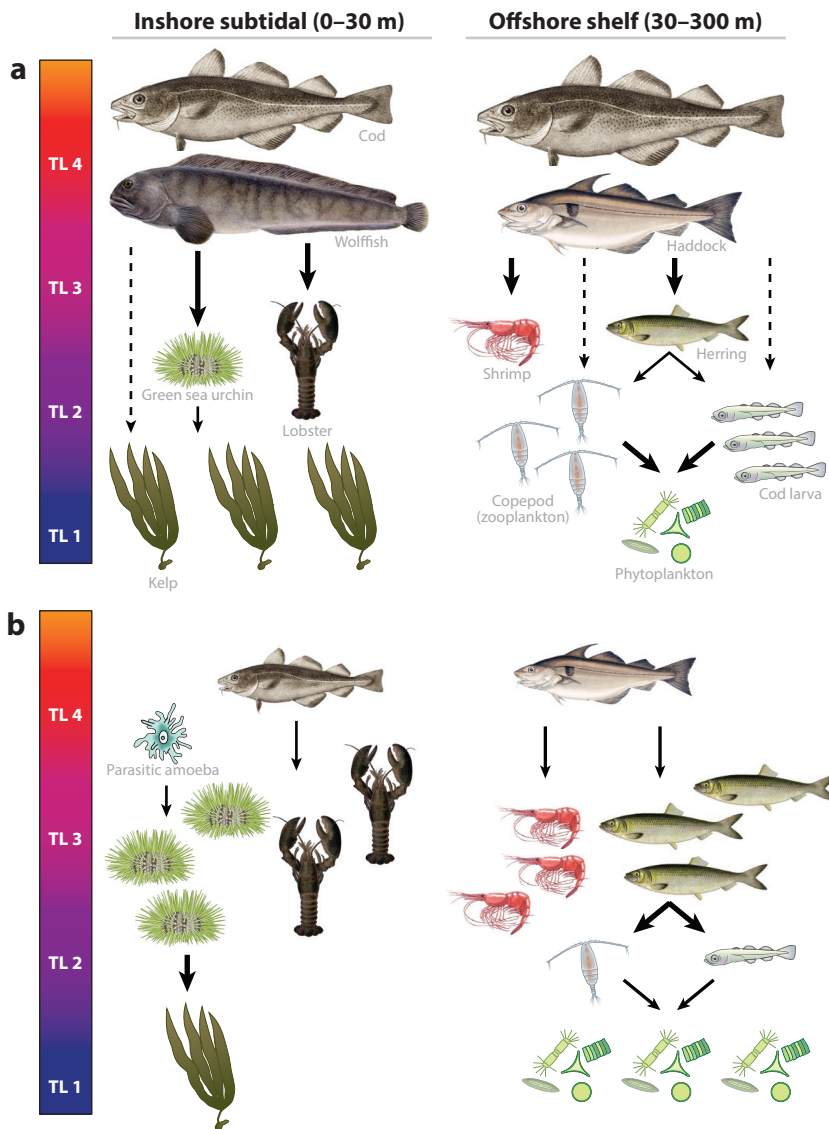 Inshore subtidal (0–30 m)
Offshore shelf (30–300 m)
a
TL 4
TL 3
TL 2
TL 1
Cod
Wolffish
Haddock
Green sea urchin
Lobster
Shrimp
Herring
Copepod
(zooplankton)
Cod larva
Kelp
Phytoplankton
b
TL 4
TL 3
TL 2
TL 1
Parasitic amoeba